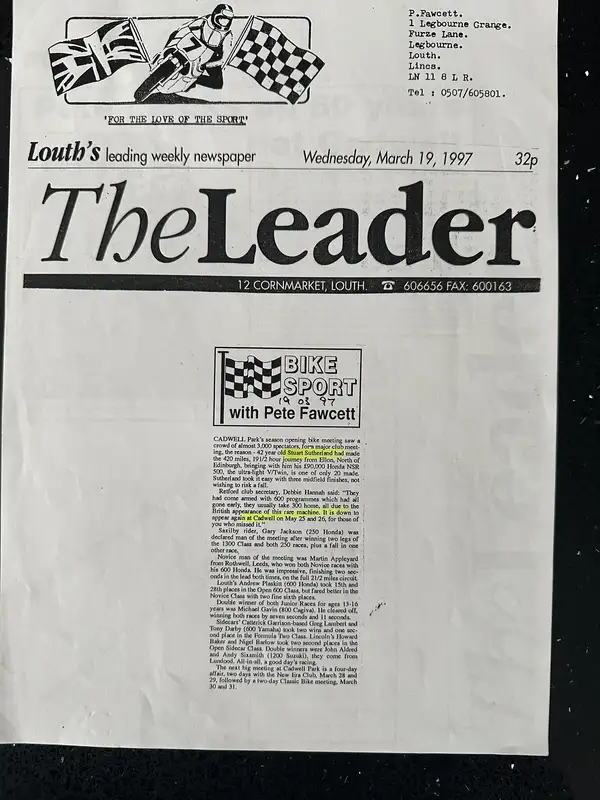 P.Fawcett.
1 Legbourne Grange.
Furze Lane.
Legbourne.
Louth.
Lincs.
LN 11 8 L R.
Tel : 0507/605801.
7
'FOR THE LOVE OF THE SPORT'
Louth's leading weekly newspaper Wednesday, March 19, 1997 32p
The Leader
12 CORNMARKET, LOUTH. ☎ 606656 FAX: 600163
BIKE
SPORT
19 03 97
with Pete Fawcett
CADWELL Park's season opening bike meeting saw a
crowd of almost 3,000 spectators, for a major club meet-
ing, the reason - 42 year old Stuart Sutherland had made
the 420 miles, 191/2 hour journey from Ellon, North of
Edinburgh, bringing with him his £90,000 Honda NSR
500, the ultra-light V/Twin, is one of only 20 made.
Sutherland took it easy with three midfield finishes, not
wishing to risk a fall.
Retford club secretary, Debbie Hannah said: "They
had come armed with 600 programmes which had all
gone early, they usually take 300 home, all due to the
British appearance of this rare machine. It is down to
appear again at Cadwell on May 25 and 26, for those of
you who missed it."
Saxilby rider, Gary Jackson (250 Honda) was
declared man of the meeting after winning two legs of
the 1300 Class and both 250 races, plus a fall in one
other race.
Novice man of the meeting was Martin Appleyard
from Rothwell, Leeds, who won both Novice races with
his 600 Honda. He was impressive, finishing two sec-
onds in the lead both times, on the full 21/2 miles circuit.
Louth's Andrew Plaskitt (600 Honda) took 15th and
28th places in the Open 600 Class, but fared better in the
Novice Class with two fine sixth places.
Double winner of both Junior Races for ages 13-16
years was Michael Gavin (800 Cagiva). He cleared off,
winning both races by seven seconds and 11 seconds.
Sidecars' Catterick Garrison-based Greg Lambert and
Tony Darby (600 Yamaha) took two wins and one sec-
ond place in the Formula Two Class. Lincoln's Howard
Baker and Nigel Barlow took two second places in the
Open Sidecar Class. Double winners were John Aldred
and Andy Sixsmith (1200 Suzuki), they come from
Lundood. All-in-all, a good day's racing.
The next big meeting at Cadwell Park is a four-day
affair, two days with the New Era Club, March 28 and
29, followed by a two-day Classic Bike meeting, March
30 and 31.